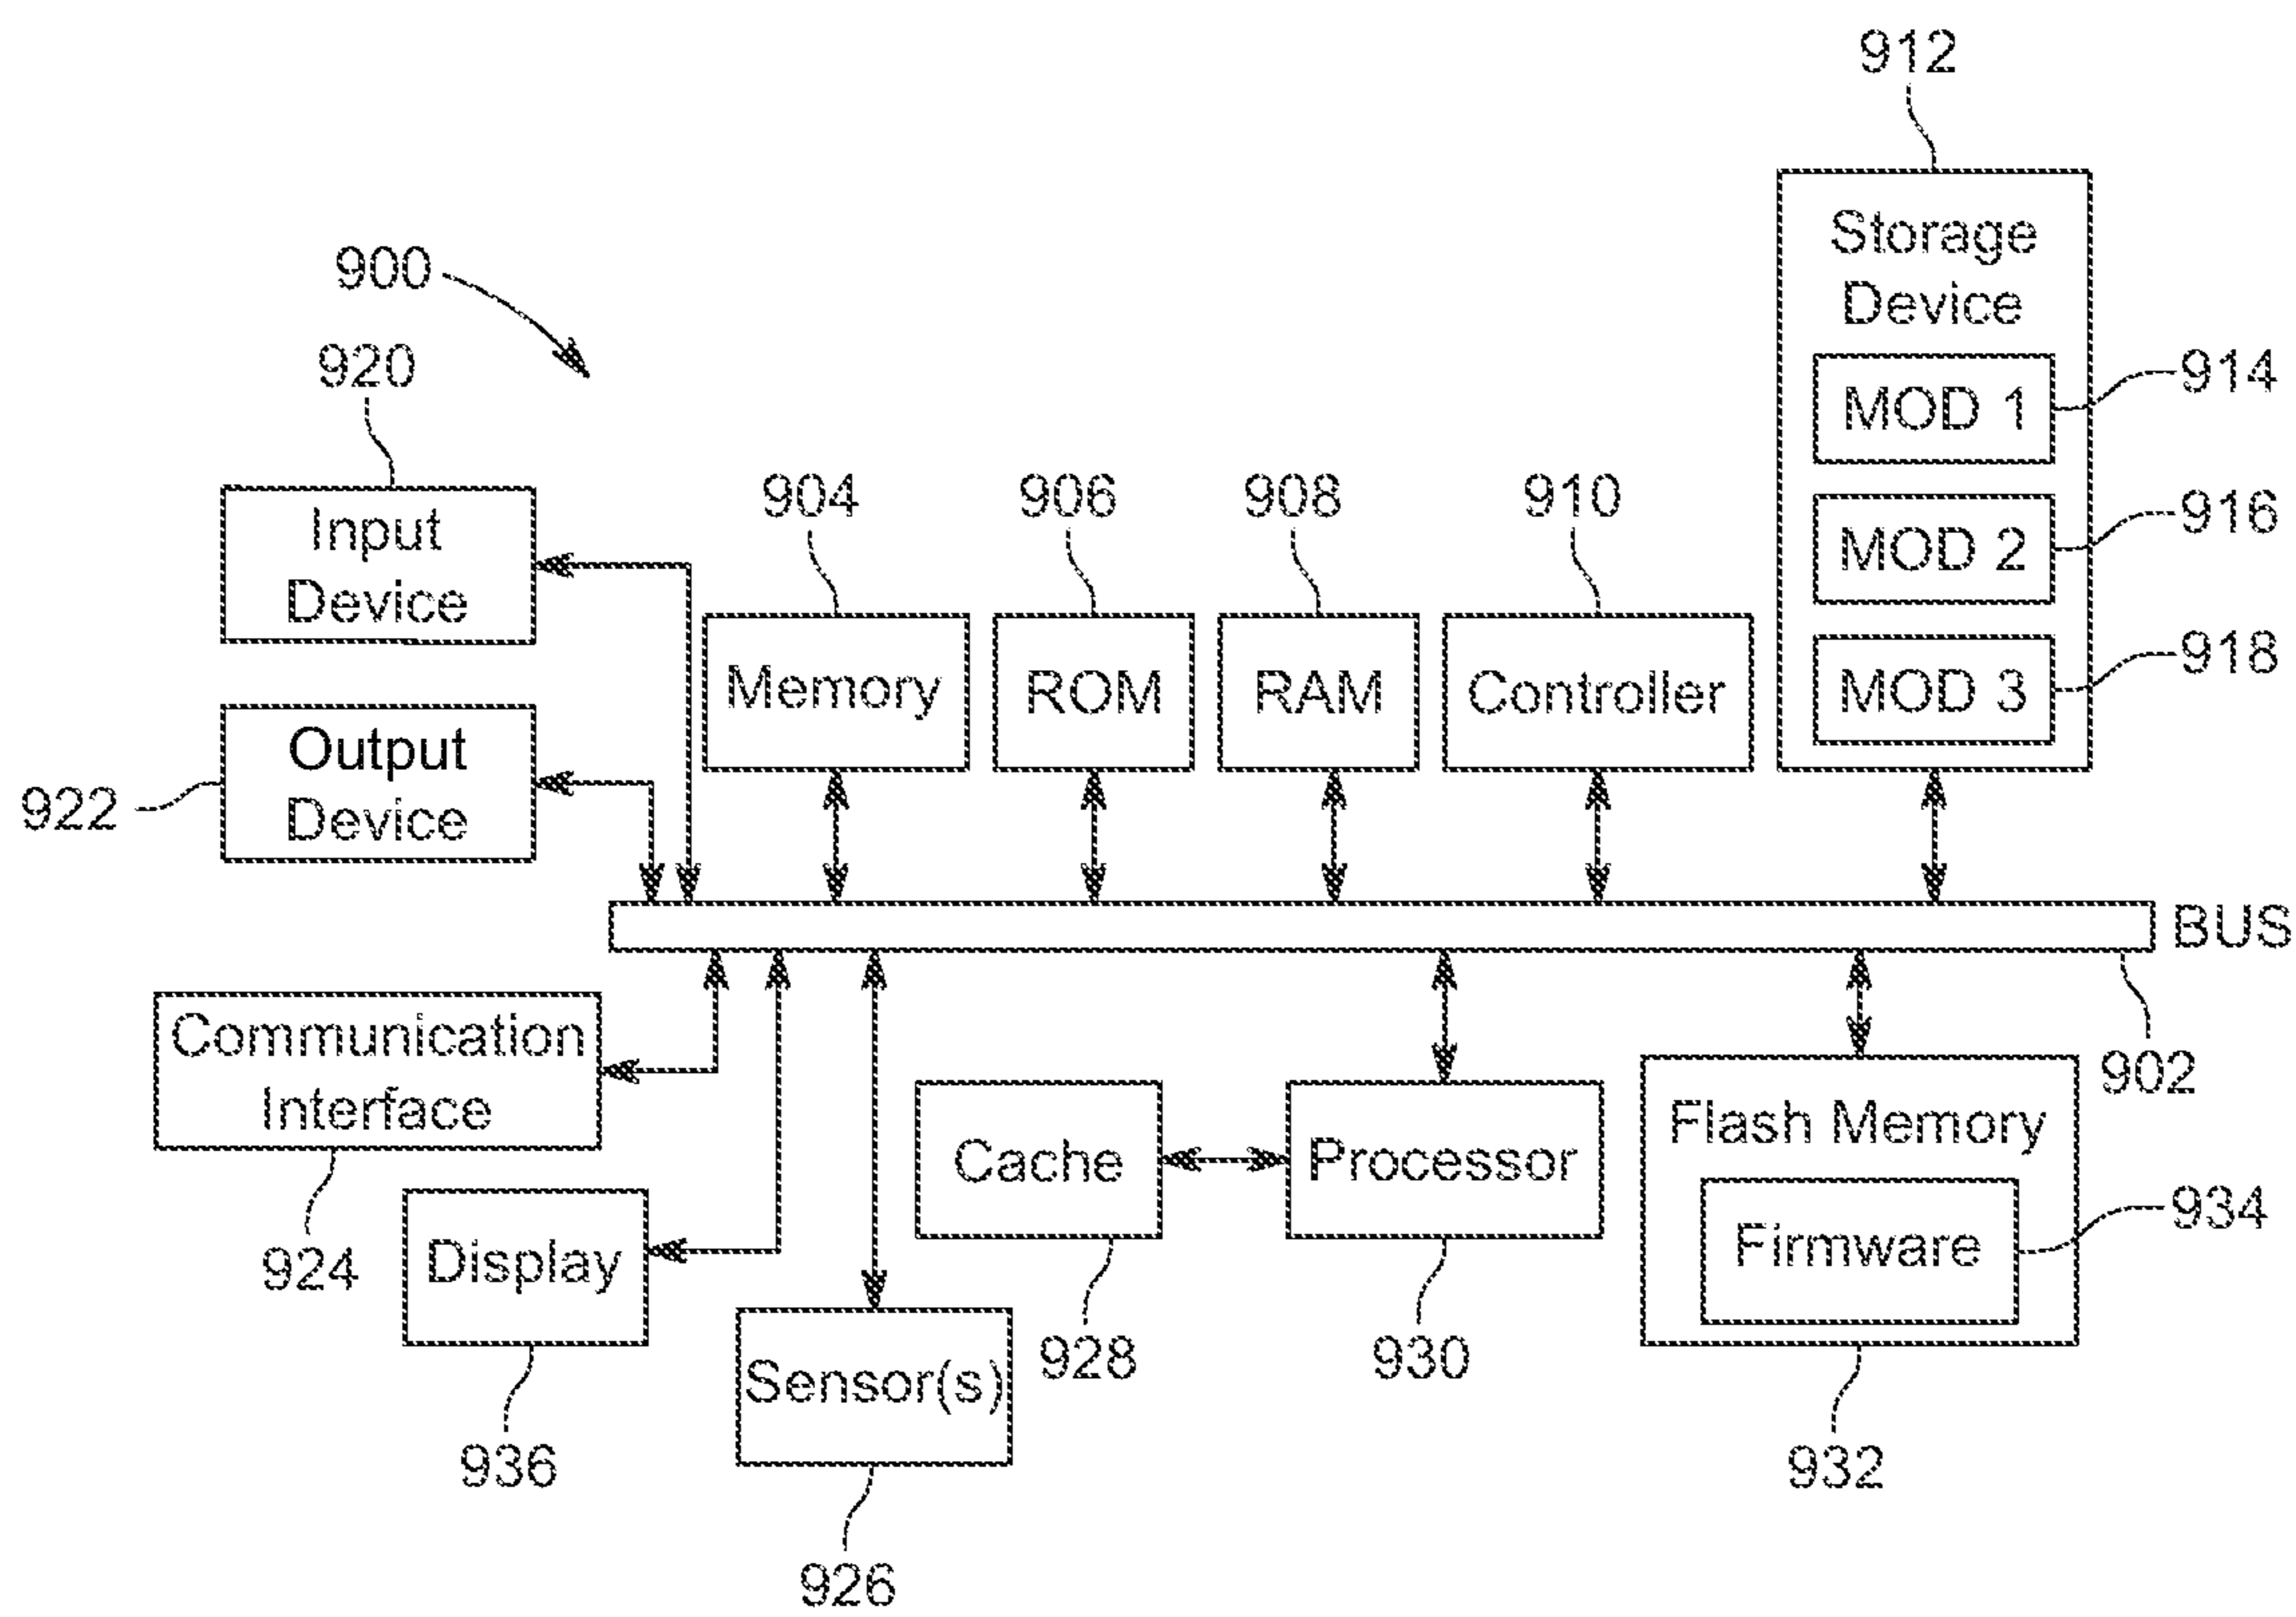 912
Storage
Device
900
920
MOD 1
914
904
906
908
910
MOD 2
916
Input
Device
MOD 3
918
Memory
ROM
RAM
Controller
Output
Device
922
BUS
Communication
Interface
902
Cache
Processor
Flash Memory
934
Firmware
924
Display
928
930
Sensor(s)
936
932
926